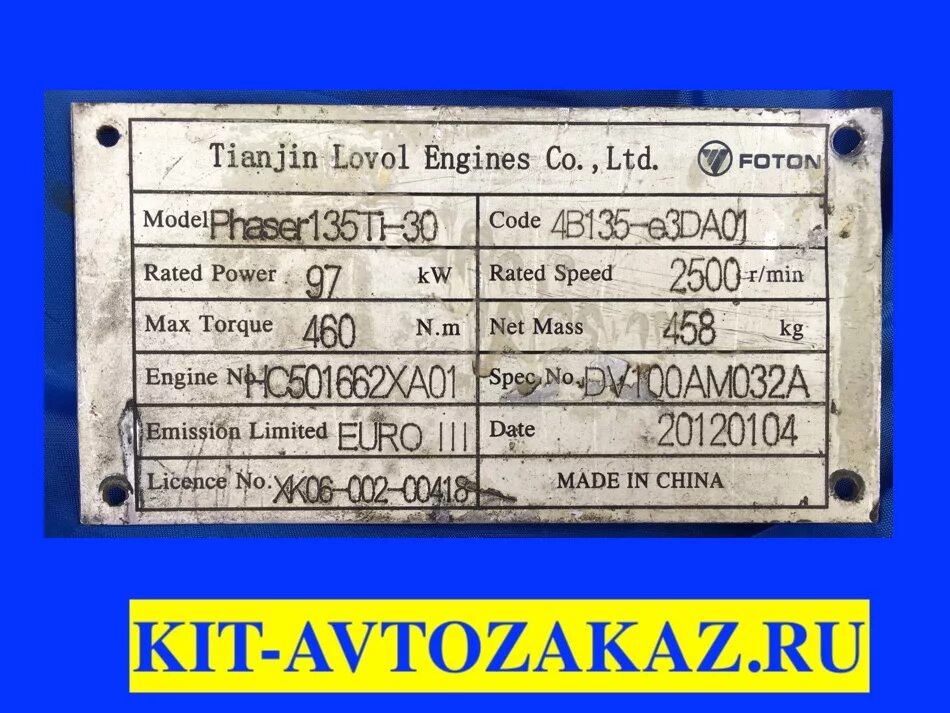 Tianjin Lovol Engines Co.,Ltd. FOTON
Model Phaser135Ti-30 Code 4B135-e3DA01
Rated Power 97 kW Rated Speed 2500 r/min
Max Torque 460 N.m Net Mass 458 kg
Engine No HC501662XA01 Spec No. DV100AM032A
Emission Limited EURO III Date 20120104
Licence No. XK06-002-00418 MADE IN CHINA
KIT-AVTOZAKAZ.RU